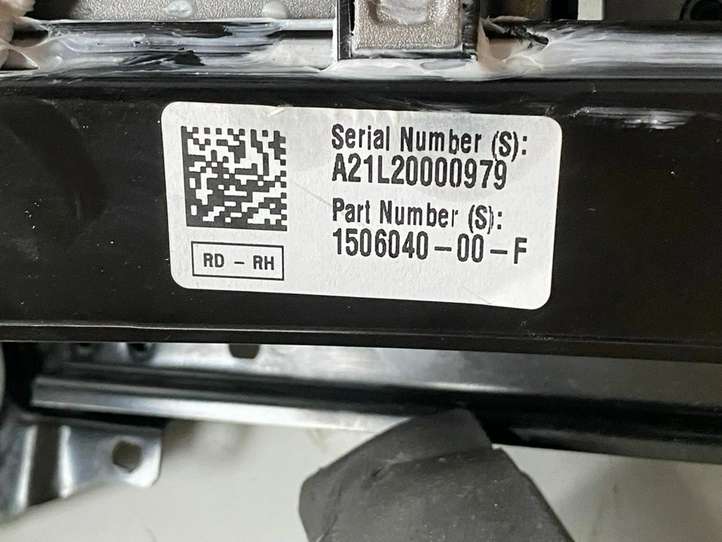 Serial Number (S):
A21L20000979
Part Number (S):
1506040-00-F
RD - RH